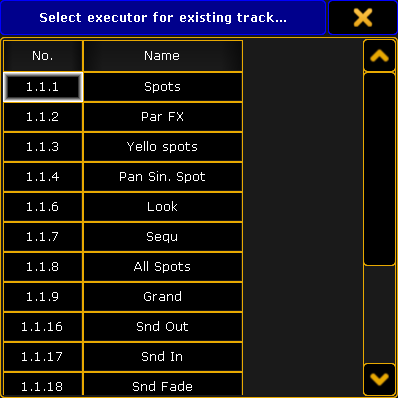 Select executor for existing track...
No. Name
1.1.1 Spots
1.1.2 Par FX
1.1.3 Yello spots
1.1.4 Pan Sin. Spot
1.1.6 Look
1.1.7 Sequ
1.1.8 All Spots
1.1.9 Grand
1.1.16 Snd Out
1.1.17 Snd In
1.1.18 Snd Fade